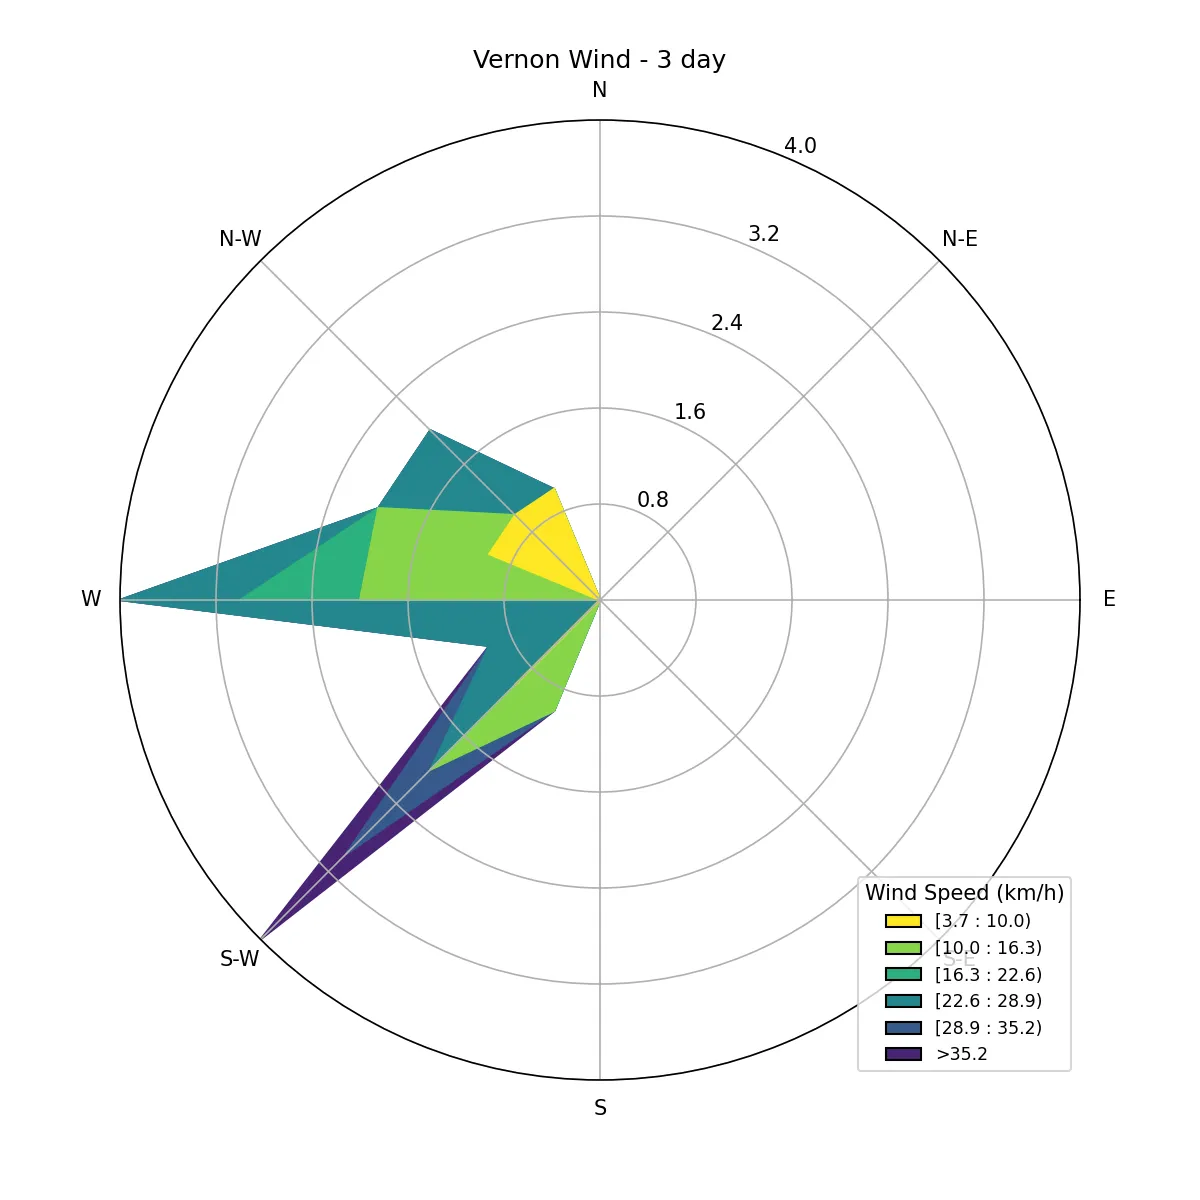 Vernon Wind - 3 day
N
4.0
N-W
3.2
N-E
2.4
1.6
0.8
W
E
S-W
S-E
S
Wind Speed (km/h)
[3.7 : 10.0)
[10.0 : 16.3)
[16.3 : 22.6)
[22.6 : 28.9)
[28.9 : 35.2)
>35.2